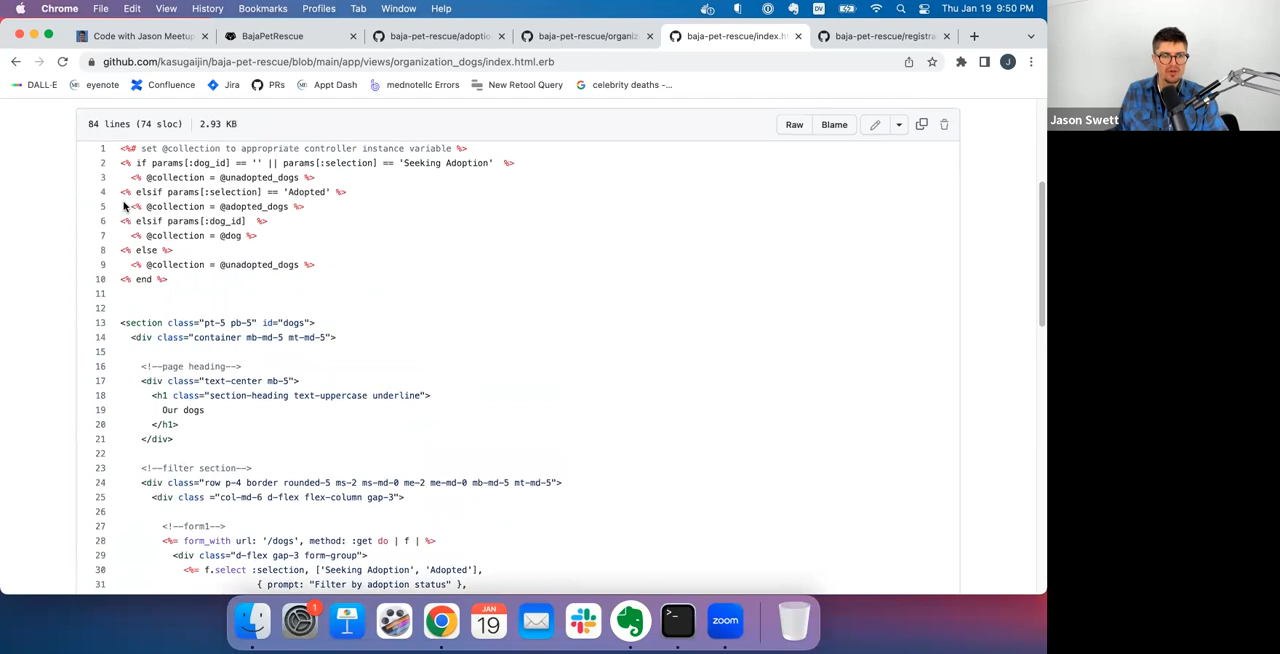 Chrome File Edit View History Bookmarks Profiles Tab Window Help
DV
Thu Jan 19 9:50 PM
Code with Jason Meetup
BajaPetRescue
baja-pet-rescue/adoptio
baja-pet-rescue/organiz
baja-pet-rescue/index.h
baja-pet-rescue/registra
github.com/kasugaijin/baja-pet-rescue/blob/main/app/views/organization_dogs/index.html.erb
J
DALL-E eyenote Confluence Jira PRs Appt Dash mednotellc Errors New Retool Query celebrity deaths -...
Jason Swett
84 lines (74 sloc) 2.93 KB
Raw Blame
1 <%# set @collection to appropriate controller instance variable %>
2 <% if params[:dog_id] == '' || params[:selection] == 'Seeking Adoption' %>
3 <% @collection = @unadopted_dogs %>
4 <% elsif params[:selection] == 'Adopted' %>
5 <% @collection = @adopted_dogs %>
6 <% elsif params[:dog_id] %>
7 <% @collection = @dog %>
8 <% else %>
9 <% @collection = @unadopted_dogs %>
10 <% end %>
11
12
13 <section class="pt-5 pb-5" id="dogs">
14 <div class="container mb-md-5 mt-md-5">
15
16 <!--page heading-->
17 <div class="text-center mb-5">
18 <h1 class="section-heading text-uppercase underline">
19 Our dogs
20 </h1>
21 </div>
22
23 <!--filter section-->
24 <div class="row p-4 border rounded-5 ms-2 ms-md-0 me-2 me-md-0 mb-md-5 mt-md-5">
25 <div class ="col-md-6 d-flex flex-column gap-3">
26
27 <!--form1-->
28 <%= form_with url: '/dogs', method: :get do | f | %>
29 <div class="d-flex gap-3 form-group">
30 <%= f.select :selection, ['Seeking Adoption', 'Adopted'],
31 { prompt: "Filter by adoption status" },
1
JAN
19
zoom